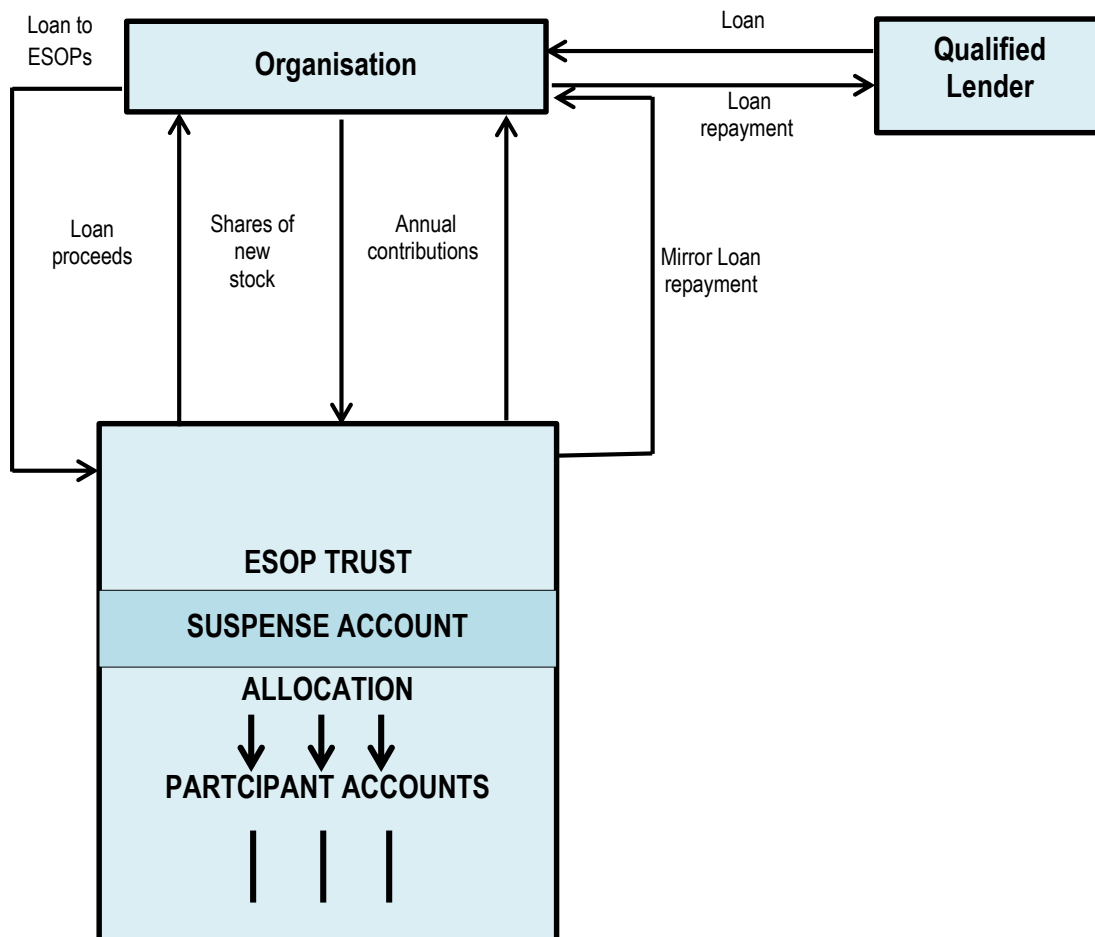 Loan to
ESOPs
Organisation
Loan
Qualified
Lender
Loan
repayment
Loan
proceeds
Shares of
new
stock
Annual
contributions
Mirror Loan
repayment
ESOP TRUST
SUSPENSE ACCOUNT
ALLOCATION
PARTCIPANT ACCOUNTS